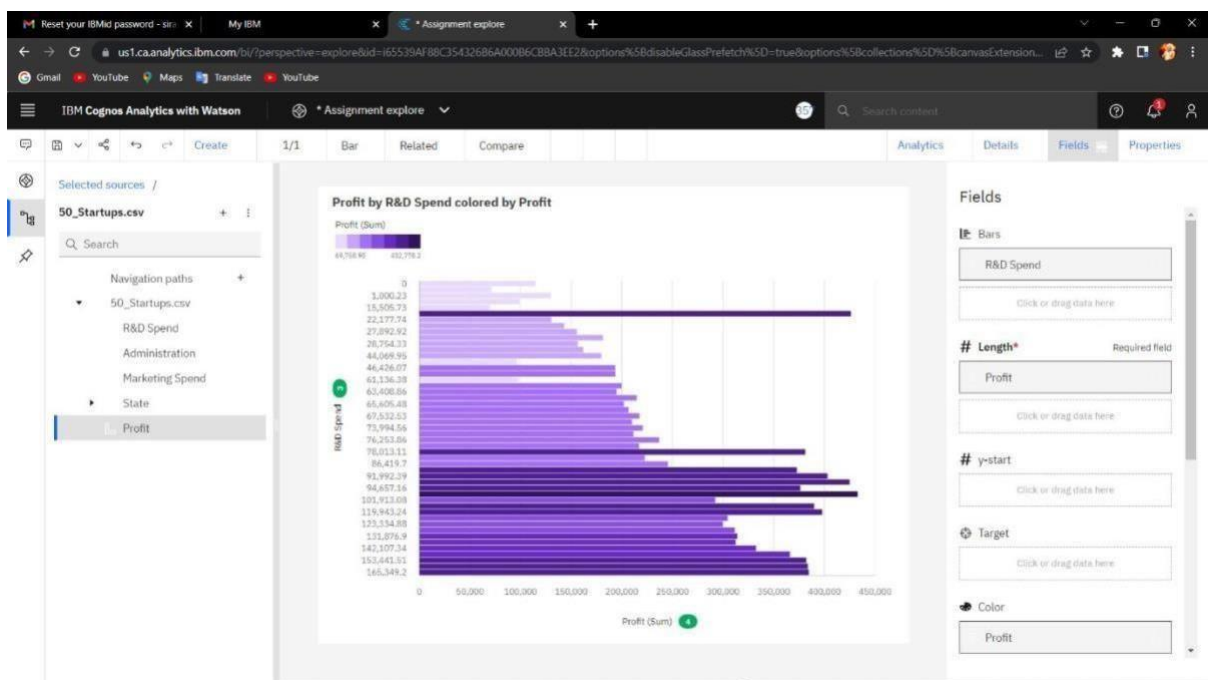 Reset your IBMid password - sira
My IBM
* Assignment explore
us1.ca.analytics.ibm.com/bi/?perspective=explore&id=i65539AF88C35432686A000B6CBBA3EE2&options%5BdisableGlassPrefetch%5D=true&options%5Bcollections%5D%5BcanvasExtension...
Gmail YouTube Maps Translate YouTube
IBM Cognos Analytics with Watson
* Assignment explore
Search content
Create
1/1
Bar
Related
Compare
Analytics
Details
Fields
Properties
Selected sources /
50_Startups.csv
Search
Navigation paths
50_Startups.csv
R&D Spend
Administration
Marketing Spend
State
Profit
Profit by R&D Spend colored by Profit
Profit (Sum)
432,778.2
R&D Spend
0
1,000.23
15,505.73
22,177.74
27,892.92
28,754.33
44,069.95
46,426.07
61,136.38
63,408.86
65,605.48
67,532.53
73,994.56
76,253.86
78,013.11
86,419.7
91,992.39
94,657.16
101,913.08
119,943.24
123,334.88
131,876.9
142,107.34
153,441.51
165,349.2
0 50,000 100,000 150,000 200,000 250,000 300,000 350,000 400,000 450,000
Profit (Sum) 4
Fields
Bars
R&D Spend
Click or drag data here
Length* Required field
Profit
Click or drag data here
y-start
Click or drag data here
Target
Click or drag data here
Color
Profit